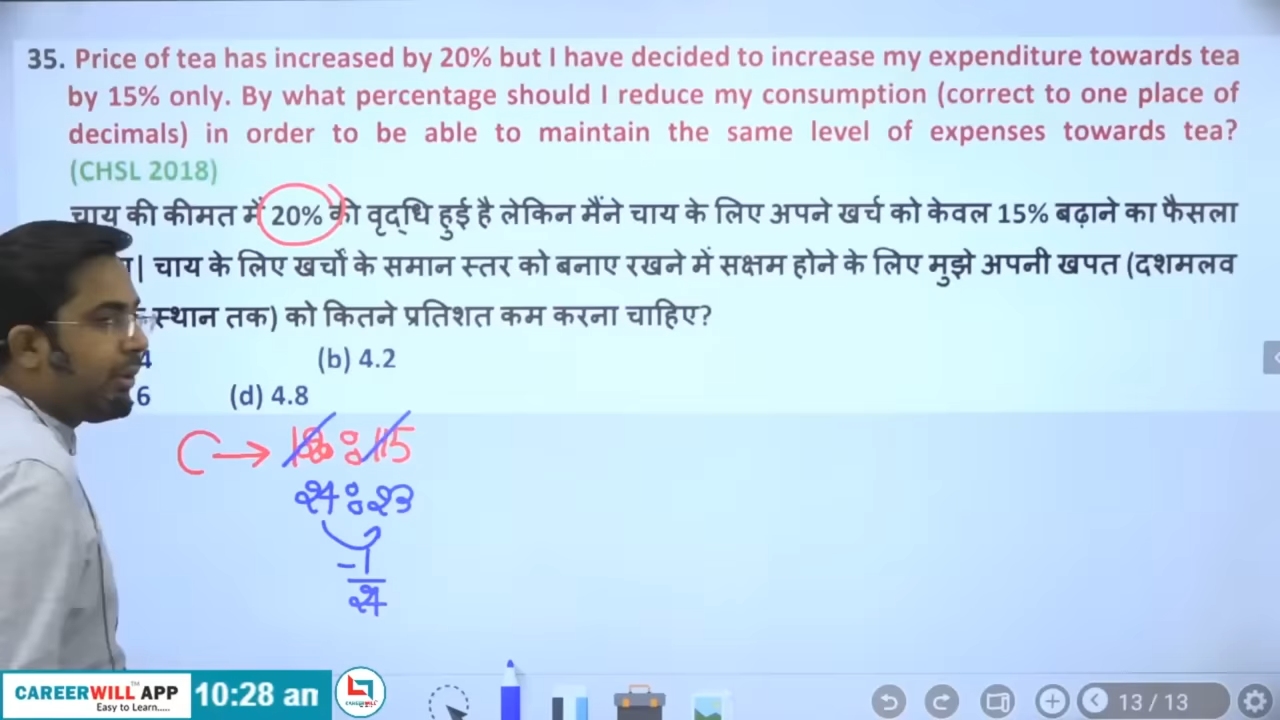 35. Price of tea has increased by 20% but I have decided to increase my expenditure towards tea
by 15% only. By what percentage should I reduce my consumption (correct to one place of
decimals) in order to be able to maintain the same level of expenses towards tea?
(CHSL 2018)
चाय की कीमत में 20% की वृद्धि हुई है लेकिन मैंने चाय के लिए अपने खर्च को केवल 15% बढ़ाने का फैसला
चाय के लिए खर्चों के समान स्तर को बनाए रखने में सक्षम होने के लिए मुझे अपनी खपत (दशमलव
स्थान तक) को कितने प्रतिशत कम करना चाहिए?
4 (b) 4.2
.6 (d) 4.8
C → 120 : 115
24 : 23
-1
24
CAREERWILL APP
Easy to Learn.....
10:28 an
CAREERWILL
13 / 13